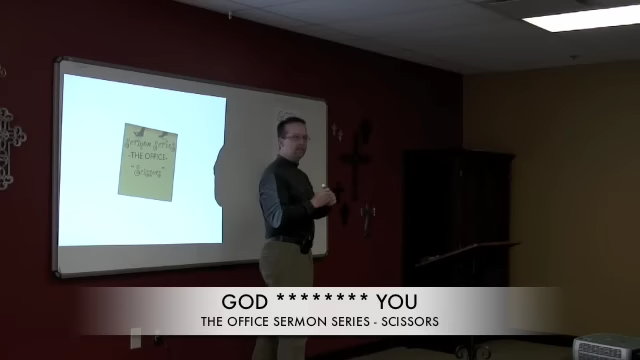 Sermon Series
-THE OFFICE-
"Scissors"
GOD ******** YOU
THE OFFICE SERMON SERIES - SCISSORS